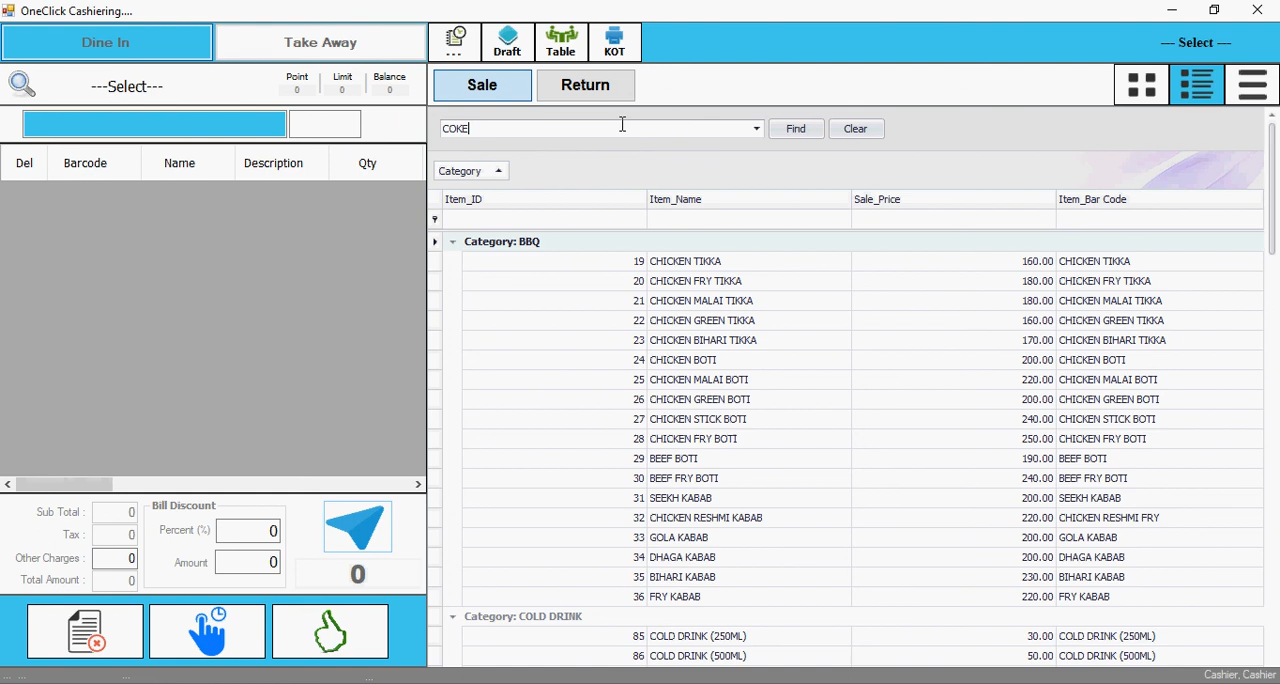 OneClick Cashiering....
Dine In
Take Away
...
Draft
Table
KOT
--- Select ---
---Select---
Point
Limit
Balance
0
0
0
Sale
Return
COKE
Find
Clear
Del
Barcode
Name
Description
Qty
Category
Item_ID
Item_Name
Sale_Price
Item_Bar Code
Category: BBQ
19 CHICKEN TIKKA 160.00 CHICKEN TIKKA
20 CHICKEN FRY TIKKA 180.00 CHICKEN FRY TIKKA
21 CHICKEN MALAI TIKKA 180.00 CHICKEN MALAI TIKKA
22 CHICKEN GREEN TIKKA 160.00 CHICKEN GREEN TIKKA
23 CHICKEN BIHARI TIKKA 170.00 CHICKEN BIHARI TIKKA
24 CHICKEN BOTI 200.00 CHICKEN BOTI
25 CHICKEN MALAI BOTI 220.00 CHICKEN MALAI BOTI
26 CHICKEN GREEN BOTI 200.00 CHICKEN GREEN BOTI
27 CHICKEN STICK BOTI 240.00 CHICKEN STICK BOTI
28 CHICKEN FRY BOTI 250.00 CHICKEN FRY BOTI
29 BEEF BOTI 190.00 BEEF BOTI
30 BEEF FRY BOTI 240.00 BEEF FRY BOTI
31 SEEKH KABAB 200.00 SEEKH KABAB
32 CHICKEN RESHMI KABAB 220.00 CHICKEN RESHMI FRY
33 GOLA KABAB 200.00 GOLA KABAB
34 DHAGA KABAB 200.00 DHAGA KABAB
35 BIHARI KABAB 230.00 BIHARI KABAB
36 FRY KABAB 220.00 FRY KABAB
Category: COLD DRINK
85 COLD DRINK (250ML) 30.00 COLD DRINK (250ML)
86 COLD DRINK (500ML) 50.00 COLD DRINK (500ML)
Sub Total : 0
Tax : 0
Other Charges : 0
Total Amount : 0
Bill Discount
Percent (%) 0
Amount 0
0
... ... ... ...
Cashier, Cashier